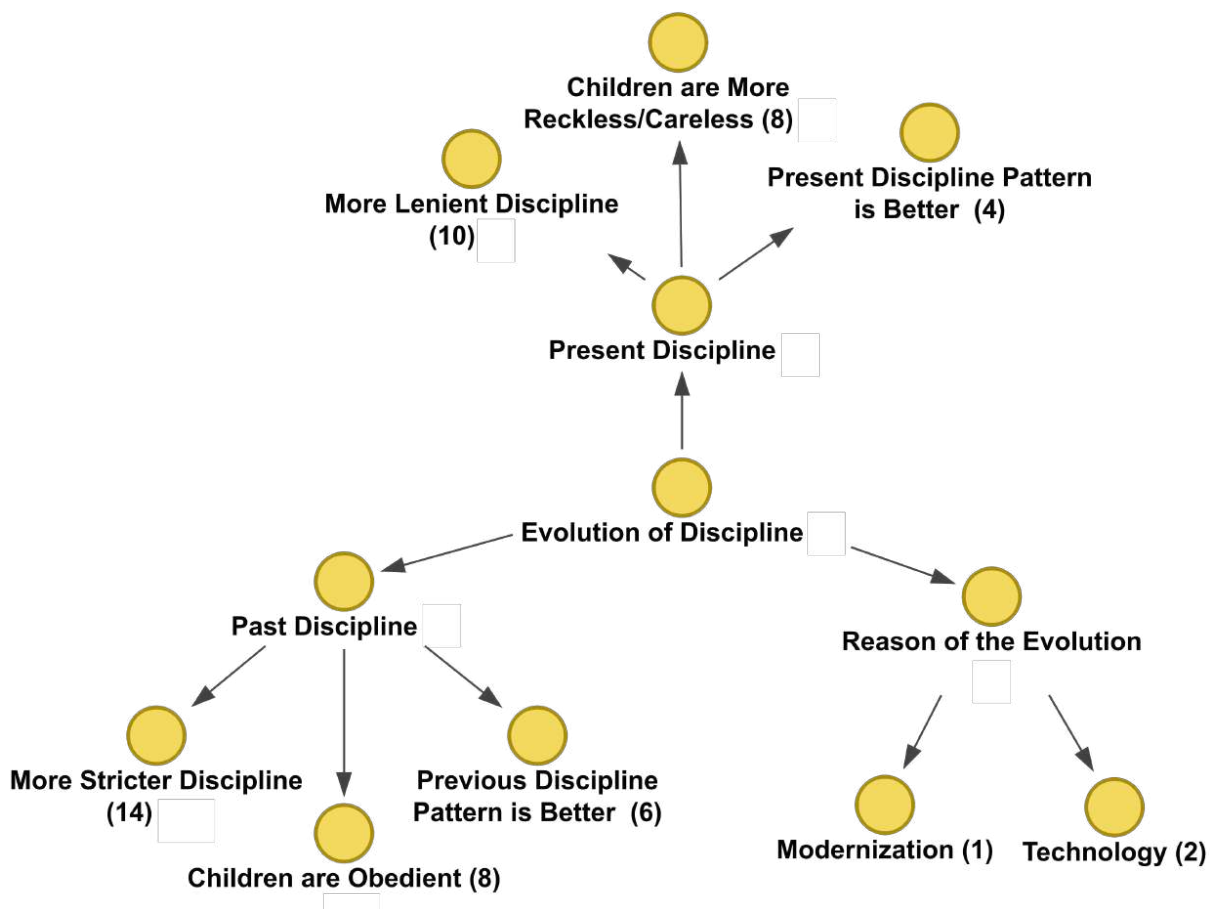 Children are More
Reckless/Careless (8)
More Lenient Discipline
(10)
Present Discipline Pattern
is Better (4)
Present Discipline
Evolution of Discipline
Past Discipline
Reason of the Evolution
More Stricter Discipline
(14)
Previous Discipline
Pattern is Better (6)
Children are Obedient (8)
Modernization (1)
Technology (2)